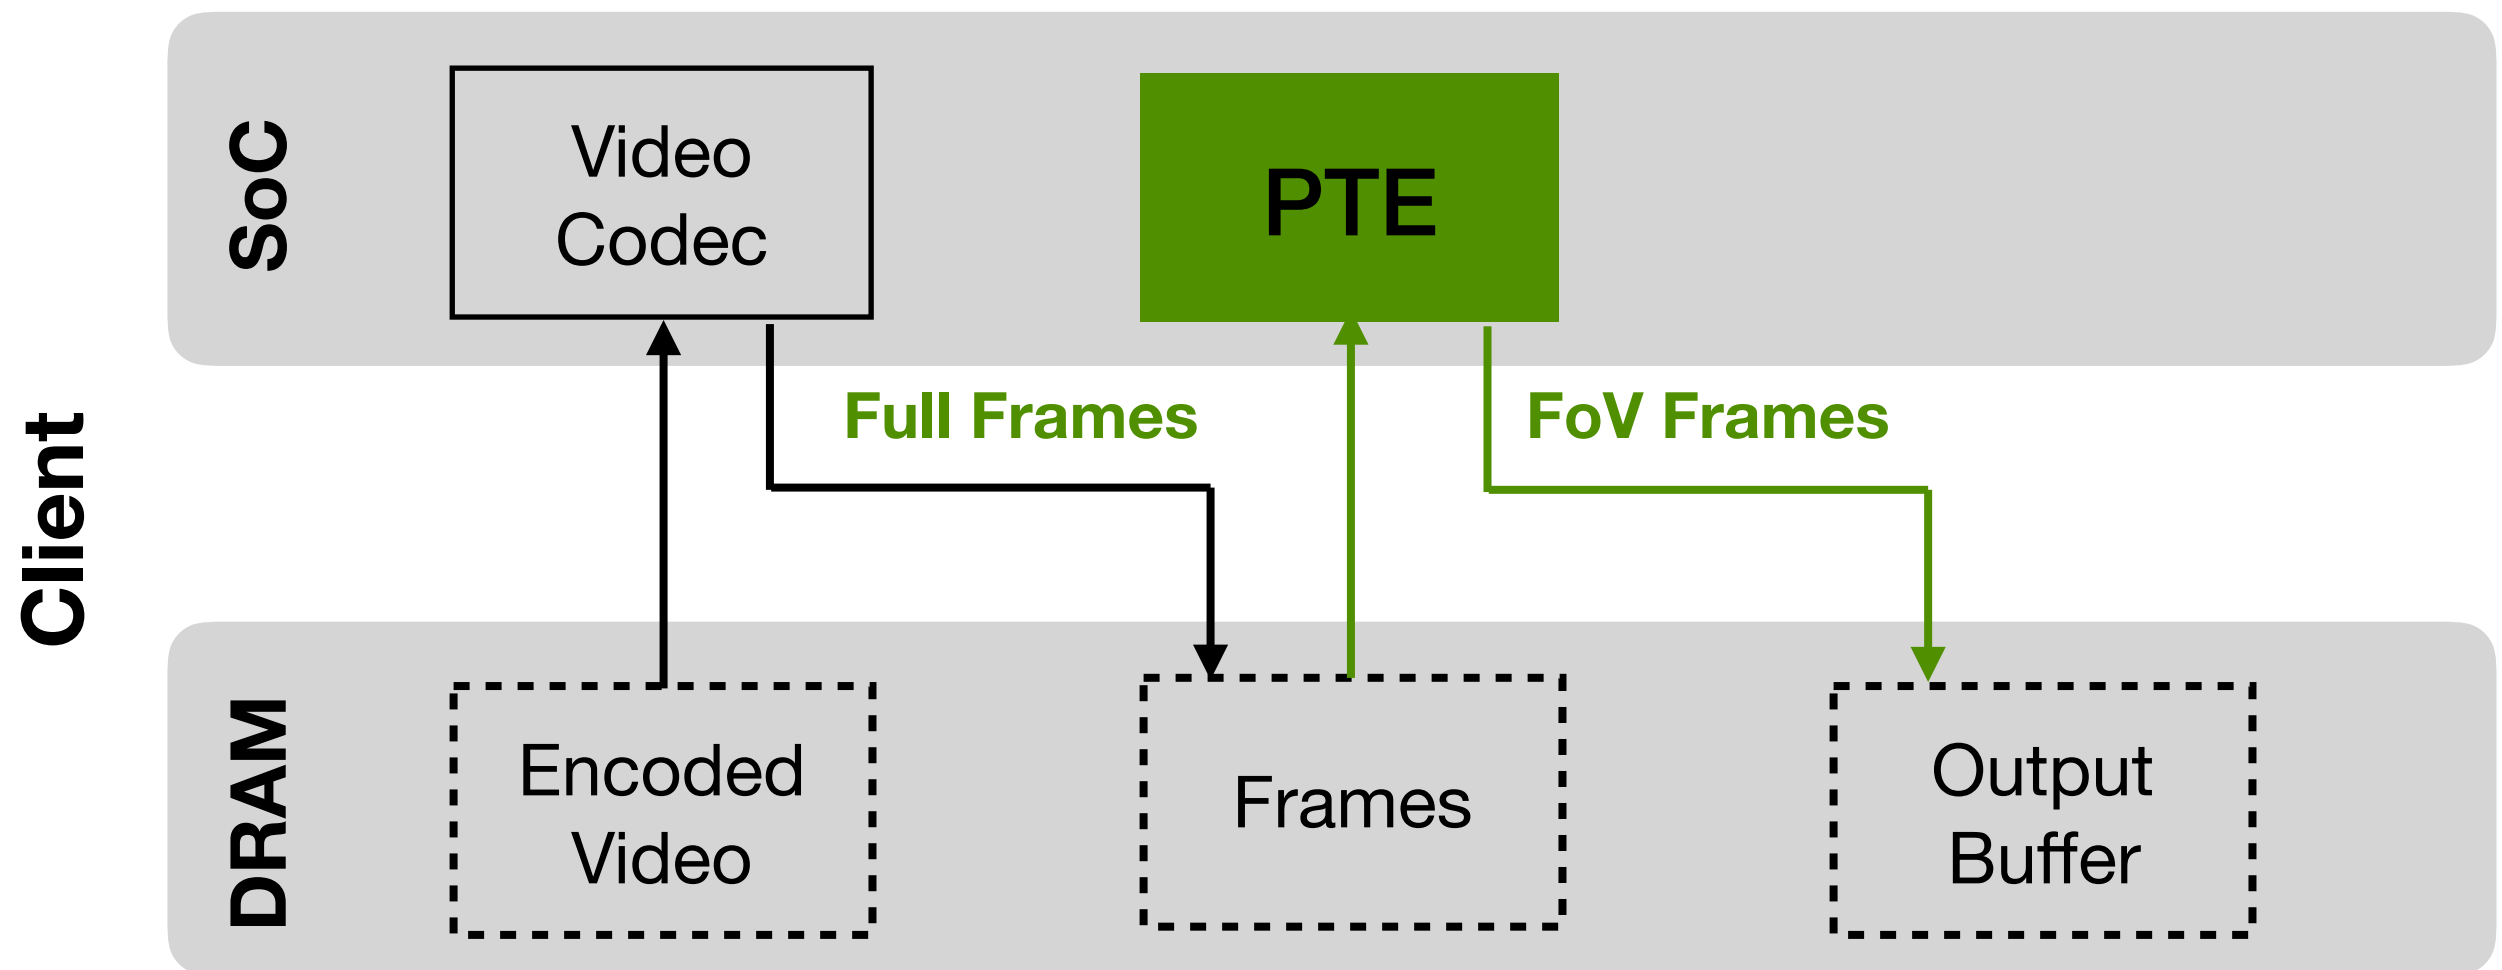 Client
SoC
Video
Codec
PTE
Full Frames
FoV Frames
DRAM
Encoded
Video
Frames
Output
Buffer